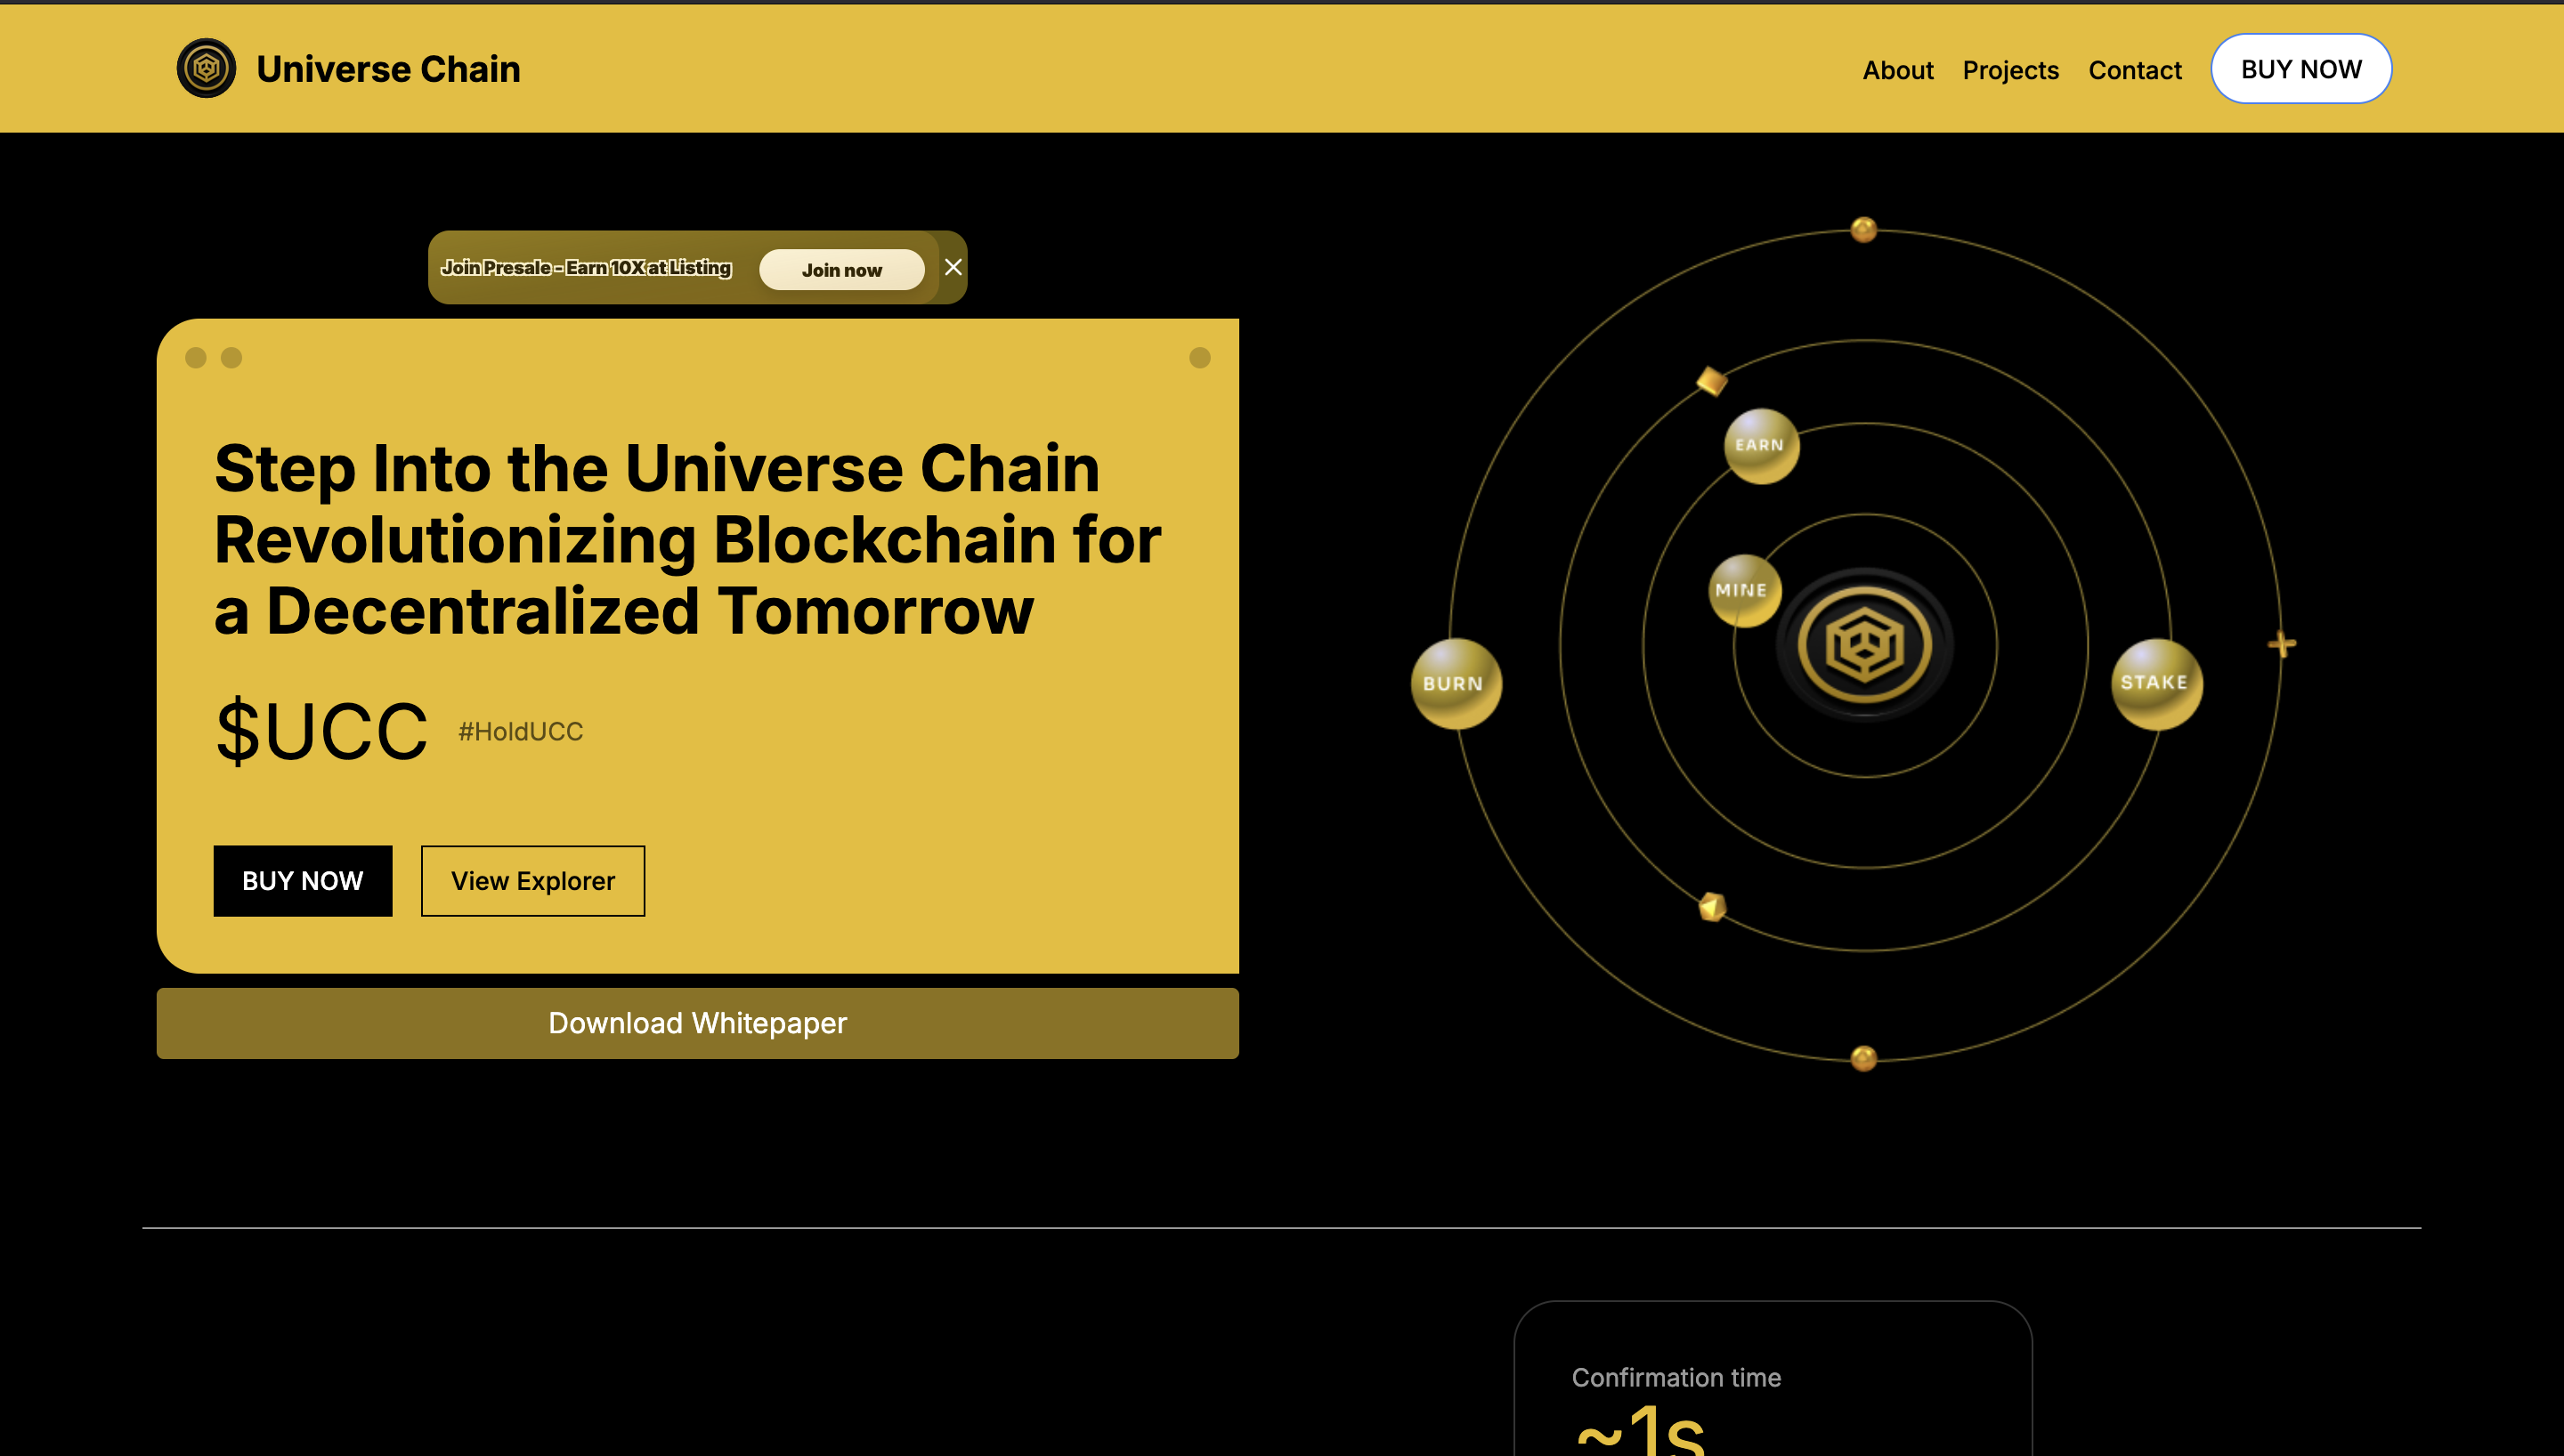 Universe Chain
About Projects Contact BUY NOW
Join Presale - Earn 10X at Listing Join now
Step Into the Universe Chain
Revolutionizing Blockchain for
a Decentralized Tomorrow
$UCC #HoldUCC
BUY NOW View Explorer
Download Whitepaper
EARN
MINE
BURN
STAKE
Confirmation time
~1s